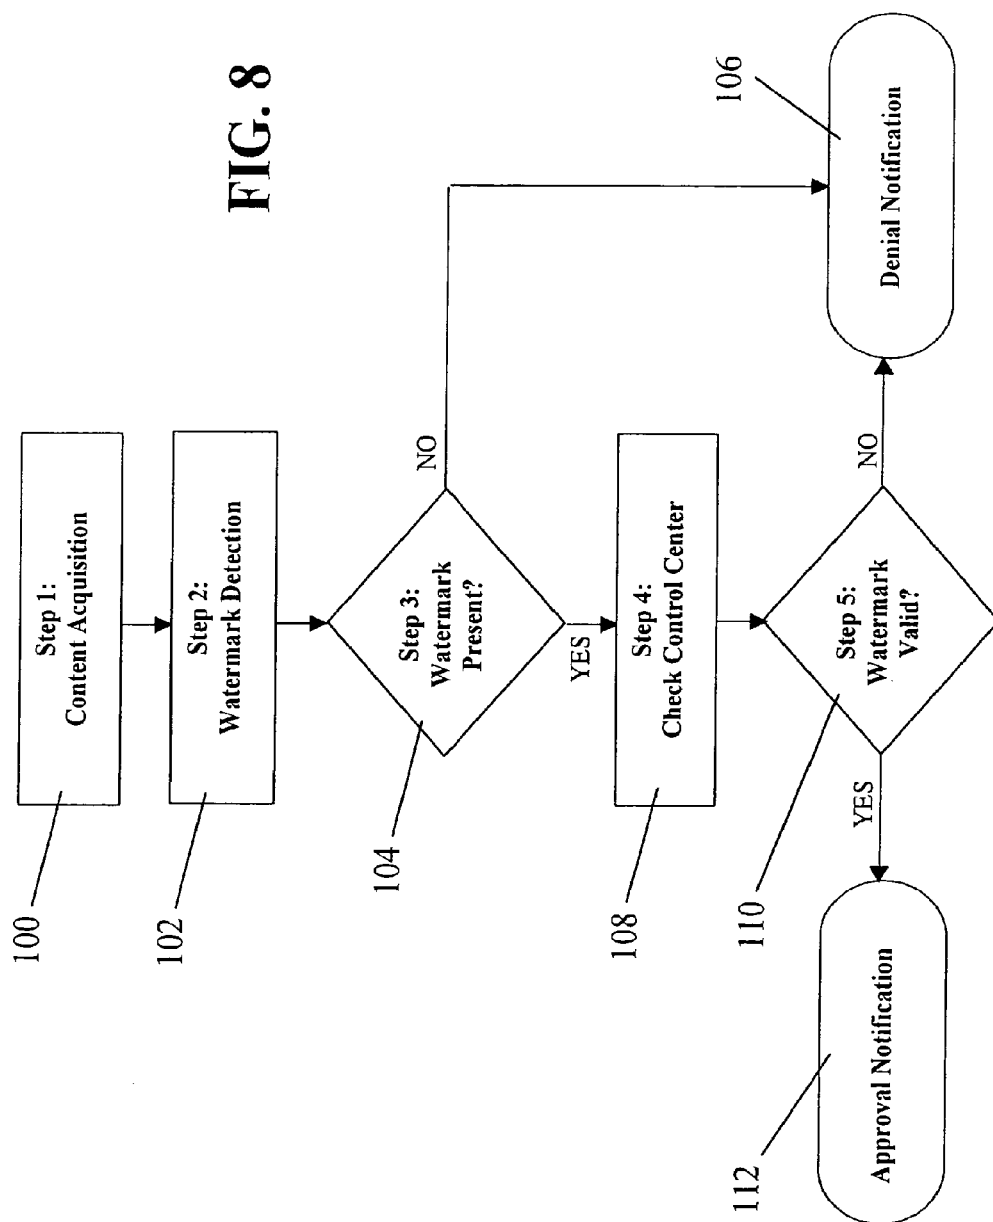 FIG. 8
Step 1:
Content Acquisition
100
Step 2:
Watermark Detection
102
Step 3:
Watermark
Present?
104
NO
YES
Step 4:
Check Control Center
108
Step 5:
Watermark
Valid?
110
YES
NO
Approval Notification
112
Denial Notification
106